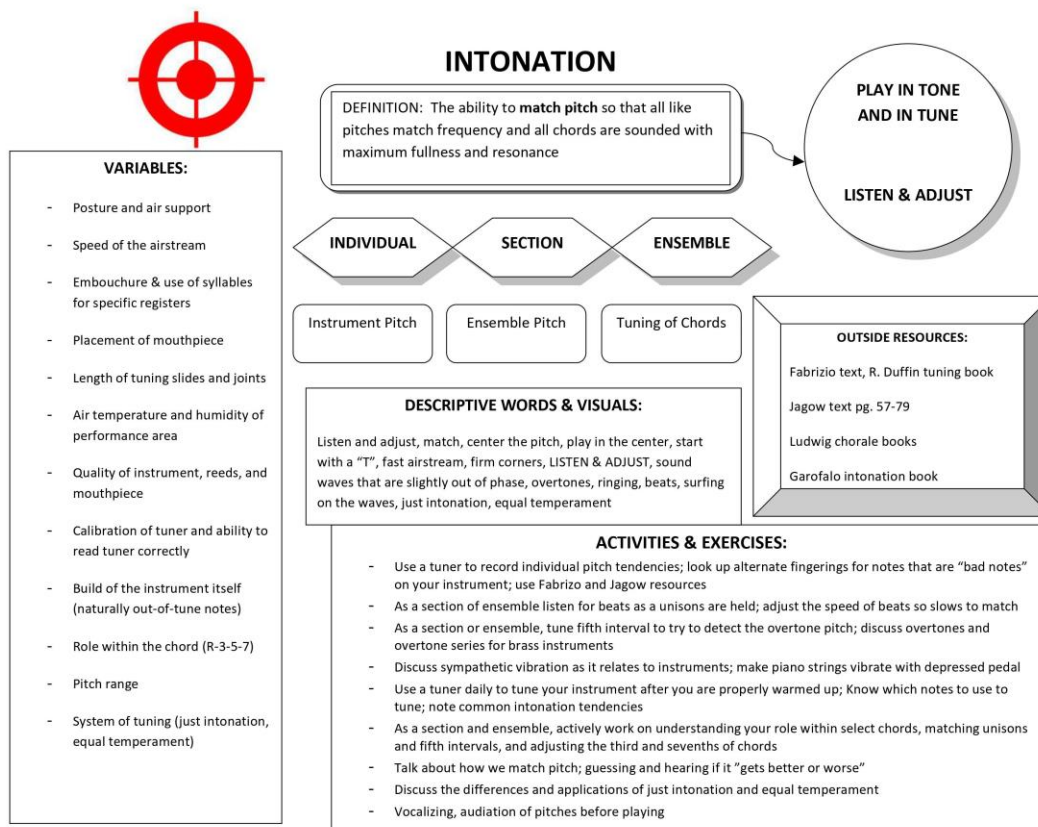 INTONATION
DEFINITION: The ability to match pitch so that all like
pitches match frequency and all chords are sounded with
maximum fullness and resonance
PLAY IN TONE
AND IN TUNE
LISTEN & ADJUST
VARIABLES:
- Posture and air support
- Speed of the airstream
- Embouchure & use of syllables
for specific registers
- Placement of mouthpiece
- Length of tuning slides and joints
- Air temperature and humidity of
performance area
- Quality of instrument, reeds, and
mouthpiece
- Calibration of tuner and ability to
read tuner correctly
- Build of the instrument itself
(naturally out-of-tune notes)
- Role within the chord (R-3-5-7)
- Pitch range
- System of tuning (just intonation,
equal temperament)
INDIVIDUAL
SECTION
ENSEMBLE
Instrument Pitch
Ensemble Pitch
Tuning of Chords
OUTSIDE RESOURCES:
Fabrizio text, R. Duffin tuning book
Jagow text pg. 57-79
Ludwig chorale books
Garofalo intonation book
DESCRIPTIVE WORDS & VISUALS:
Listen and adjust, match, center the pitch, play in the center, start
with a “T”, fast airstream, firm corners, LISTEN & ADJUST, sound
waves that are slightly out of phase, overtones, ringing, beats, surfing
on the waves, just intonation, equal temperament
ACTIVITIES & EXERCISES:
- Use a tuner to record individual pitch tendencies; look up alternate fingerings for notes that are “bad notes”
on your instrument; use Fabrizo and Jagow resources
- As a section of ensemble listen for beats as a unisons are held; adjust the speed of beats so slows to match
- As a section or ensemble, tune fifth interval to try to detect the overtone pitch; discuss overtones and
overtone series for brass instruments
- Discuss sympathetic vibration as it relates to instruments; make piano strings vibrate with depressed pedal
- Use a tuner daily to tune your instrument after you are properly warmed up; Know which notes to use to
tune; note common intonation tendencies
- As a section and ensemble, actively work on understanding your role within select chords, matching unisons
and fifth intervals, and adjusting the third and sevenths of chords
- Talk about how we match pitch; guessing and hearing if it ”gets better or worse”
- Discuss the differences and applications of just intonation and equal temperament
- Vocalizing, audiation of pitches before playing